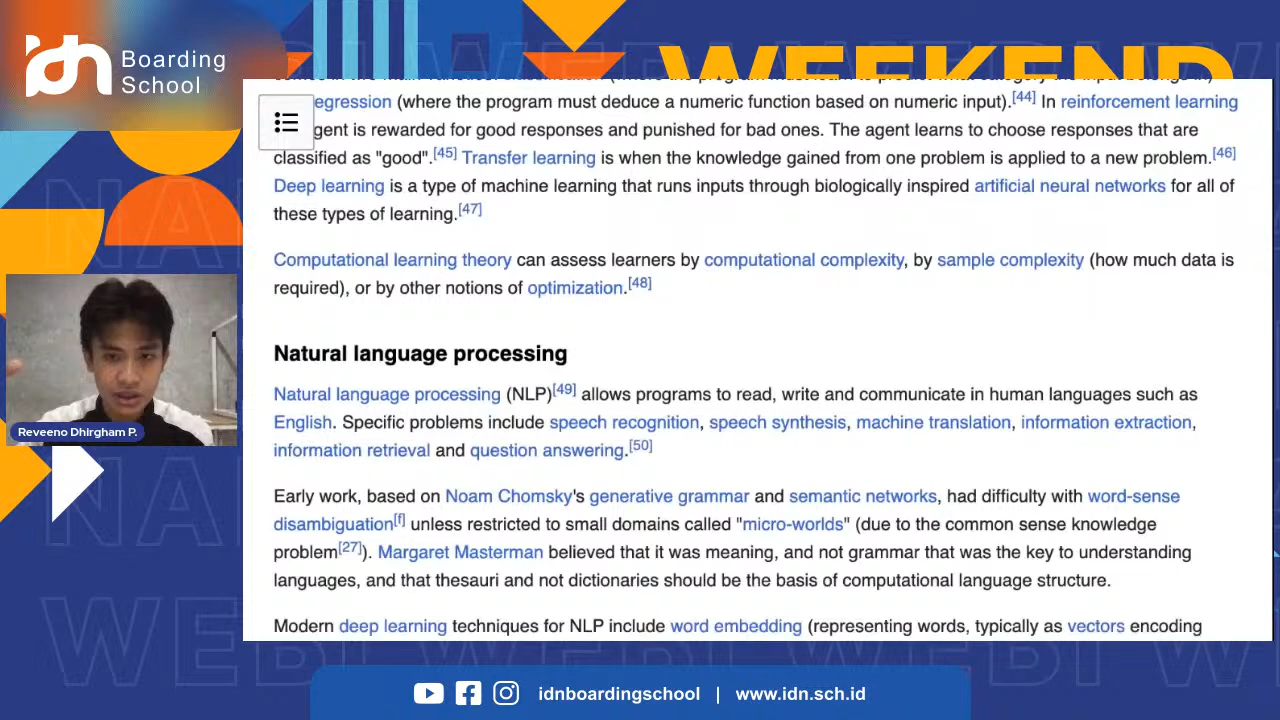 idn Boarding
School
WEEKEND
egression (where the program must deduce a numeric function based on numeric input).[44] In reinforcement learning
gent is rewarded for good responses and punished for bad ones. The agent learns to choose responses that are
classified as "good".[45] Transfer learning is when the knowledge gained from one problem is applied to a new problem.[46]
Deep learning is a type of machine learning that runs inputs through biologically inspired artificial neural networks for all of
these types of learning.[47]
Computational learning theory can assess learners by computational complexity, by sample complexity (how much data is
required), or by other notions of optimization.[48]
Natural language processing
Natural language processing (NLP)[49] allows programs to read, write and communicate in human languages such as
English. Specific problems include speech recognition, speech synthesis, machine translation, information extraction,
information retrieval and question answering.[50]
Early work, based on Noam Chomsky's generative grammar and semantic networks, had difficulty with word-sense
disambiguation[f] unless restricted to small domains called "micro-worlds" (due to the common sense knowledge
problem[27]). Margaret Masterman believed that it was meaning, and not grammar that was the key to understanding
languages, and that thesauri and not dictionaries should be the basis of computational language structure.
Modern deep learning techniques for NLP include word embedding (representing words, typically as vectors encoding
Reveeno Dhirgham P.
idnboardingschool | www.idn.sch.id